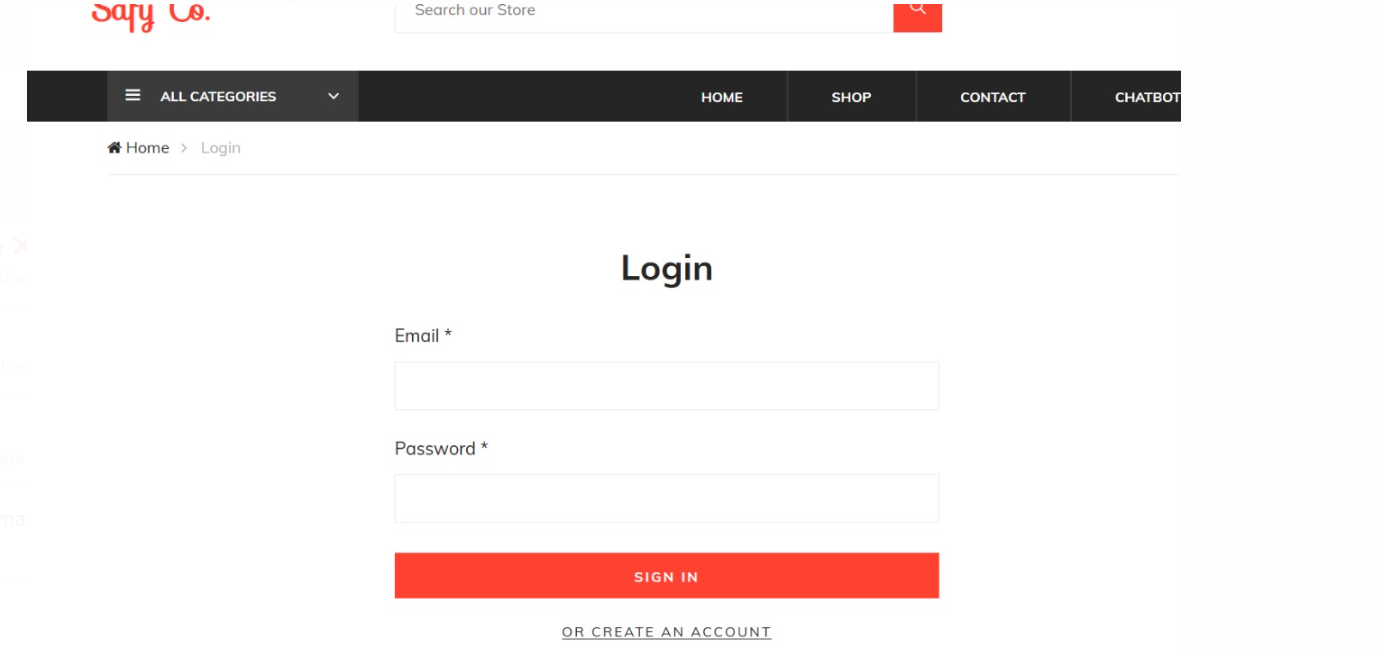 Safy Co.
Search our Store
ALL CATEGORIES
HOME
SHOP
CONTACT
CHATBOT
Home > Login
Login
Email *
Password *
SIGN IN
OR CREATE AN ACCOUNT